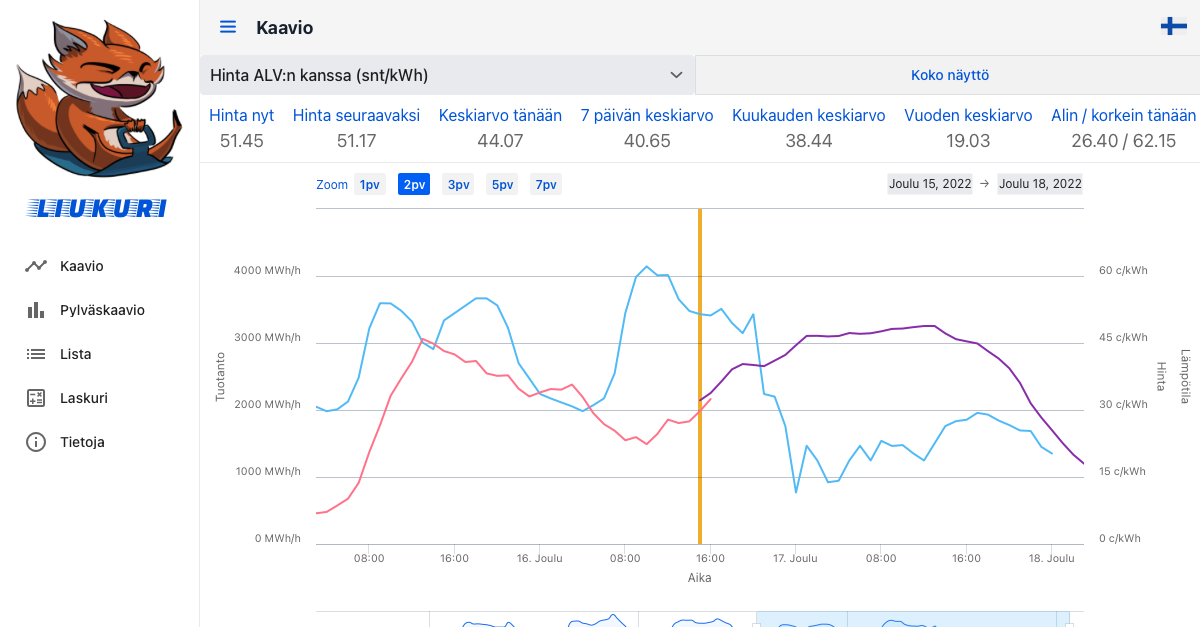 Kaavio
Hinta ALV:n kanssa (snt/kWh)
Koko näyttö
Hinta nyt Hinta seuraavaksi Keskiarvo tänään 7 päivän keskiarvo Kuukauden keskiarvo Vuoden keskiarvo Alin / korkein tänään
51.45 51.17 44.07 40.65 38.44 19.03 26.40 / 62.15
LIUKURI
Kaavio
Pylväskaavio
Lista
Laskuri
Tietoja
Zoom 1pv 2pv 3pv 5pv 7pv
Joulu 15, 2022 → Joulu 18, 2022
4000 MWh/h
3000 MWh/h
2000 MWh/h
1000 MWh/h
0 MWh/h
Tuotanto
60 c/kWh
45 c/kWh
30 c/kWh
15 c/kWh
0 c/kWh
Hinta
Lämpötila
08:00 16:00 16. Joulu 08:00 16:00 17. Joulu 08:00 16:00 18. Joulu
Aika